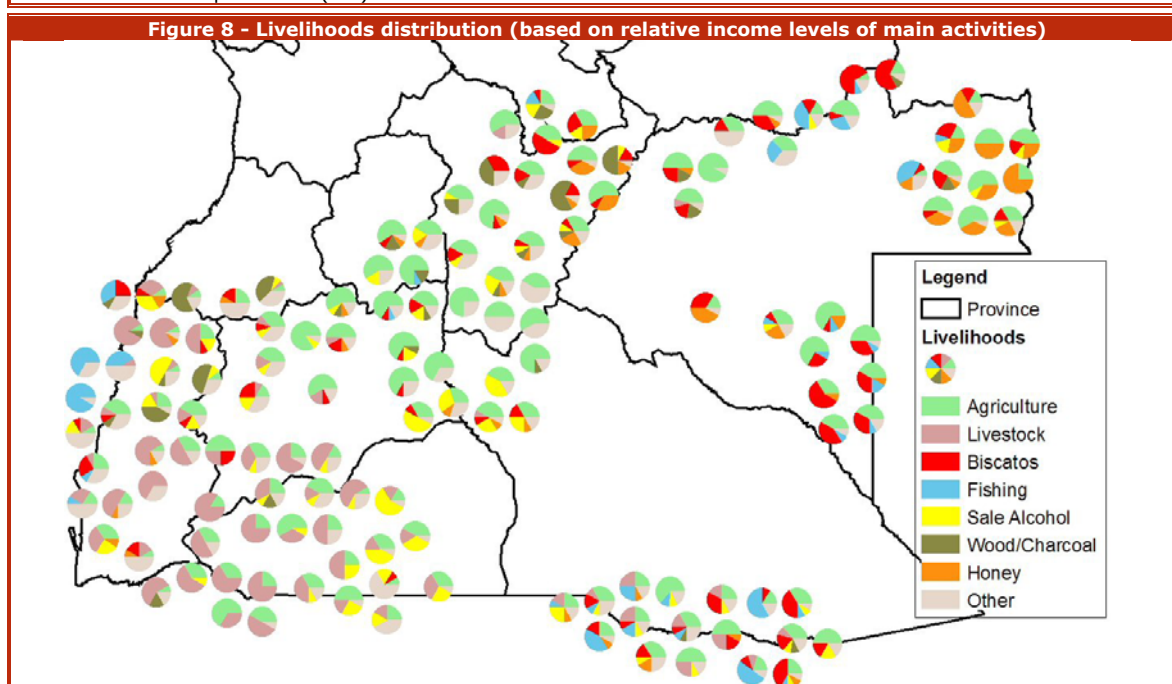 Figure 8 - Livelihoods distribution (based on relative income levels of main activities)
Legend
Province
Livelihoods
Agriculture
Livestock
Biscatos
Fishing
Sale Alcohol
Wood/Charcoal
Honey
Other